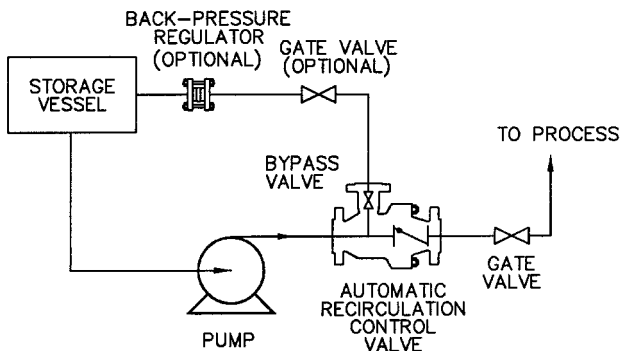 BACK-PRESSURE
REGULATOR
(OPTIONAL)
GATE VALVE
(OPTIONAL)
STORAGE
VESSEL
TO PROCESS
BYPASS
VALVE
GATE
VALVE
AUTOMATIC
RECIRCULATION
CONTROL
VALVE
PUMP